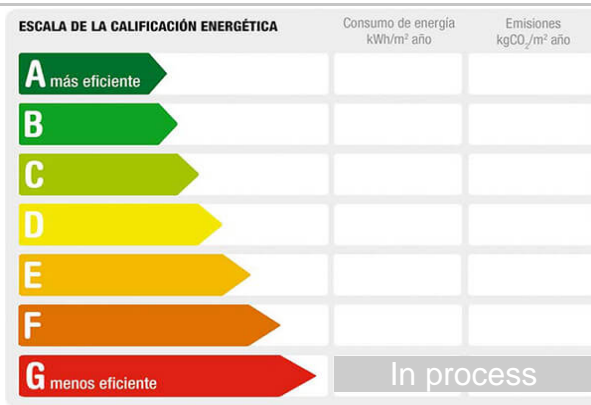 ESCALA DE LA CALIFICACIÓN ENERGÉTICA
Consumo de energía
kWh/m² año
Emisiones
kgCO₂/m² año
A más eficiente
B
C
D
E
F
G menos eficiente
In process